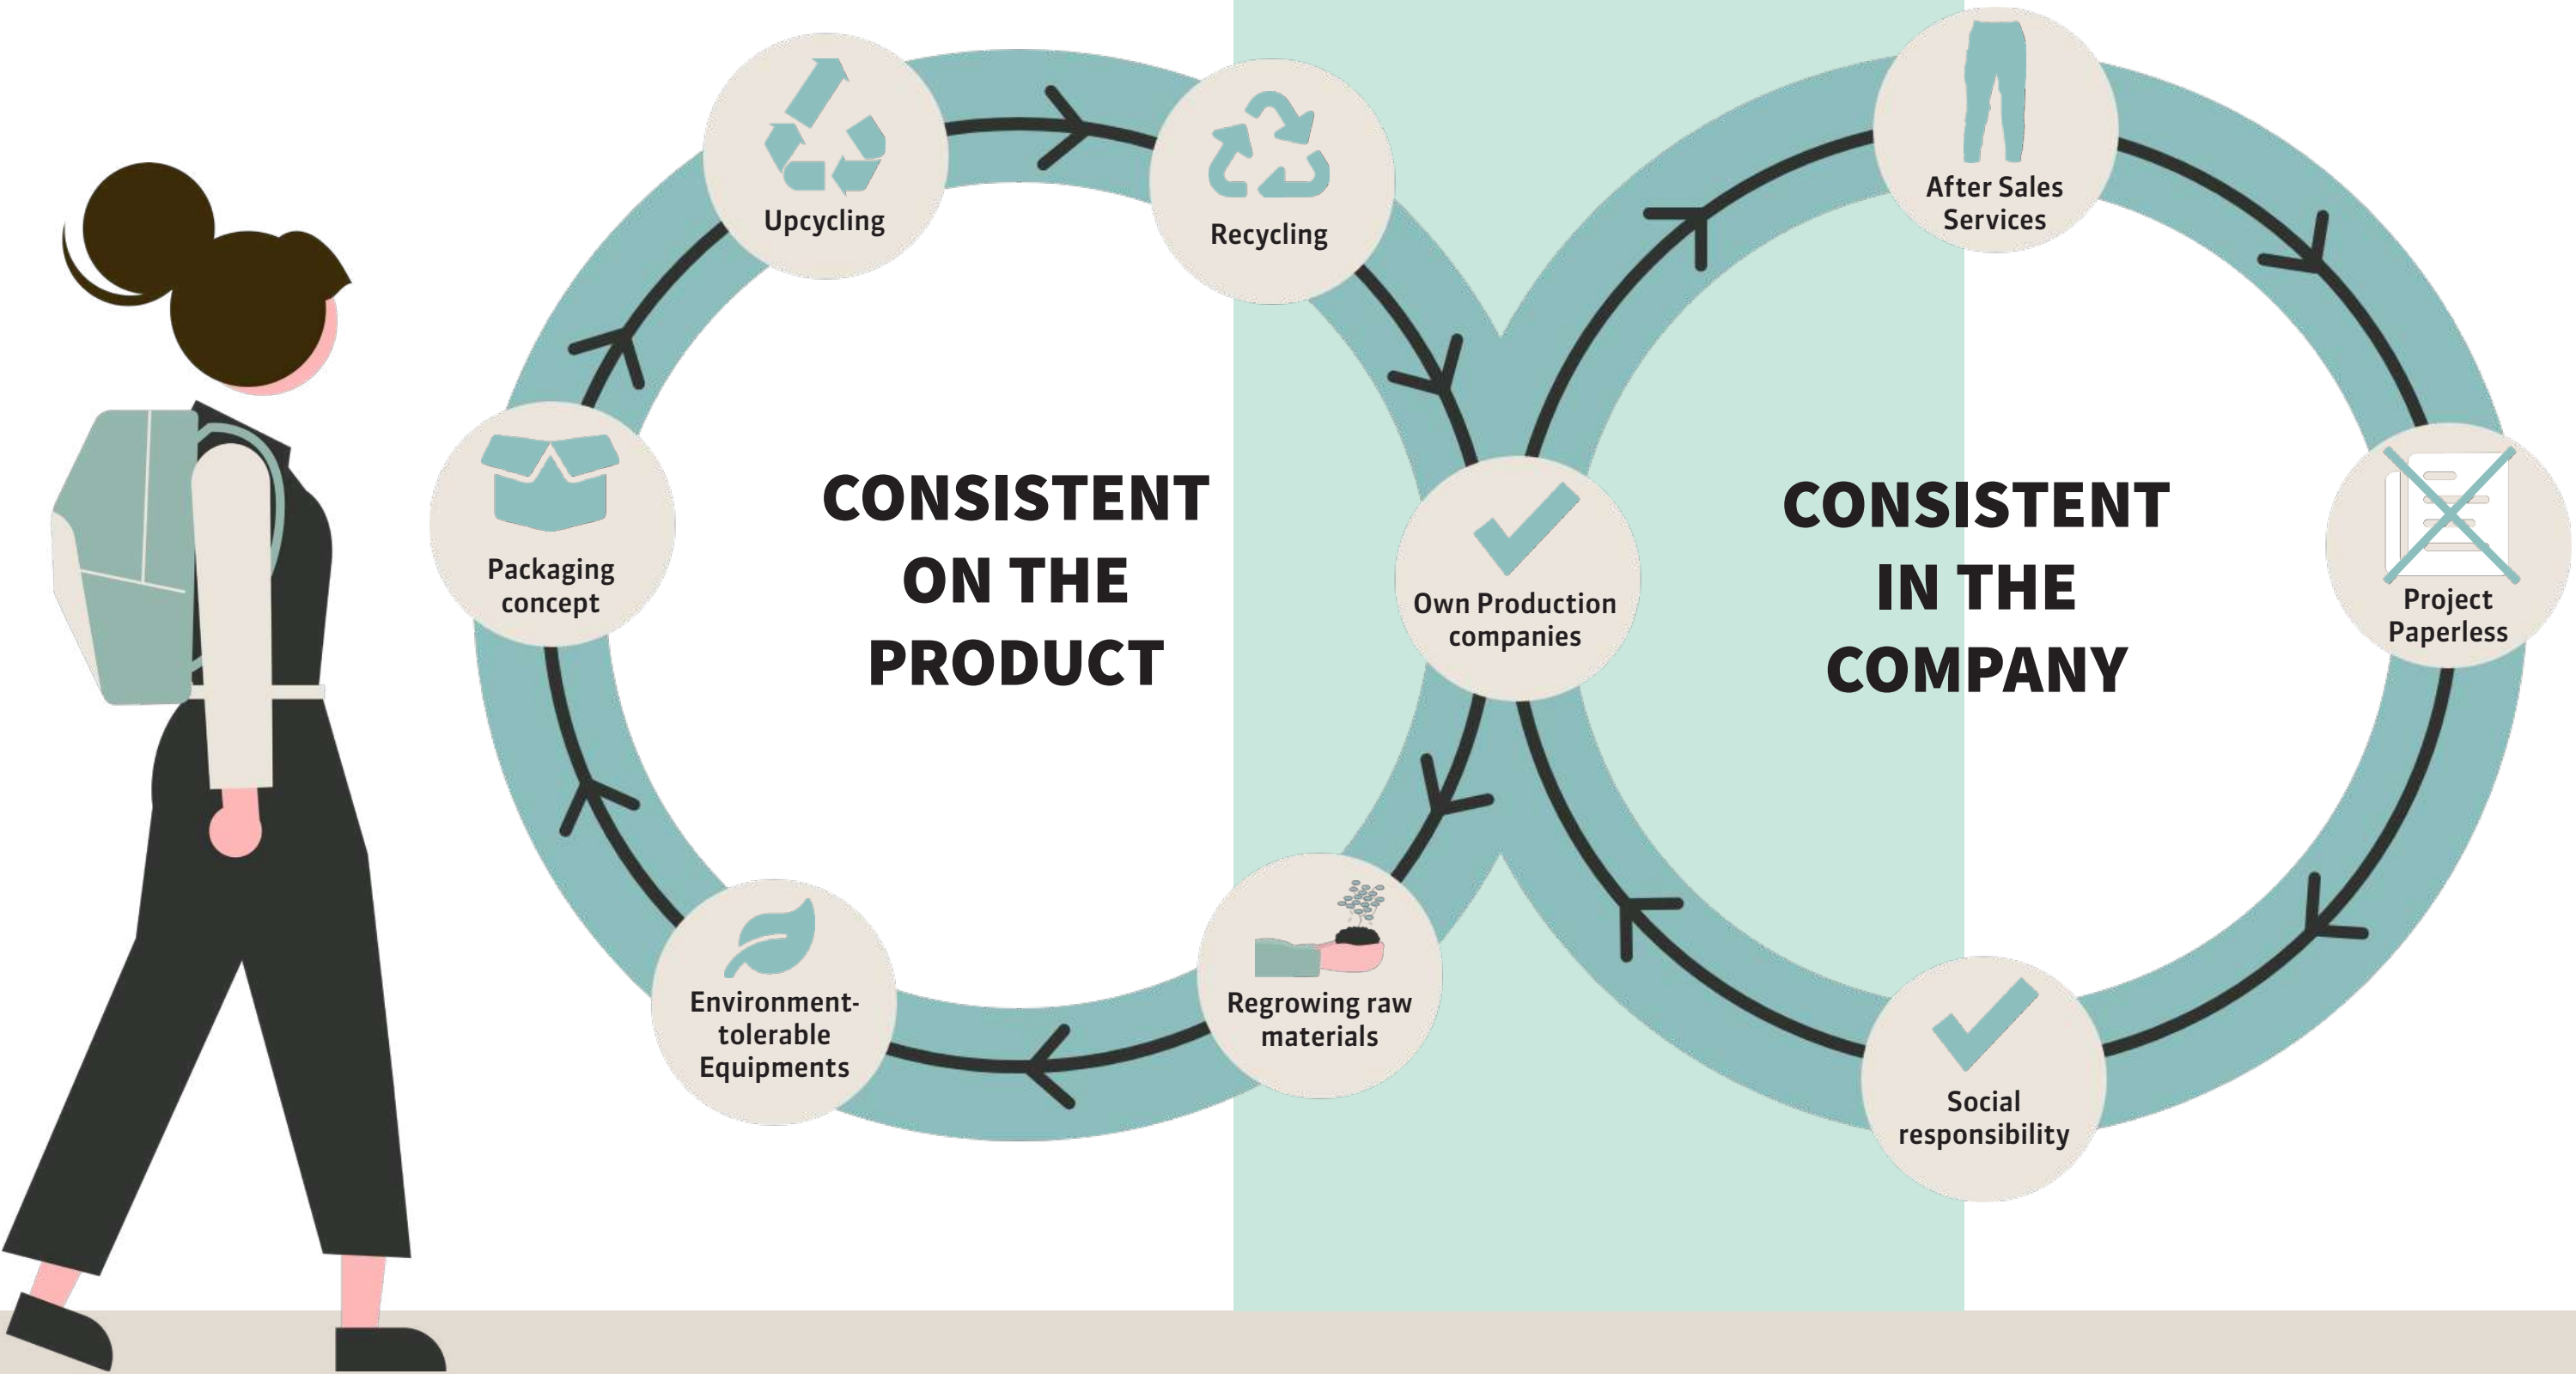 Upcycling
Recycling
Packaging
concept
CONSISTENT
ON THE
PRODUCT
Environment-
tolerable
Equipments
Regrowing raw
materials
Own Production
companies
After Sales
Services
CONSISTENT
IN THE
COMPANY
Project
Paperless
Social
responsibility